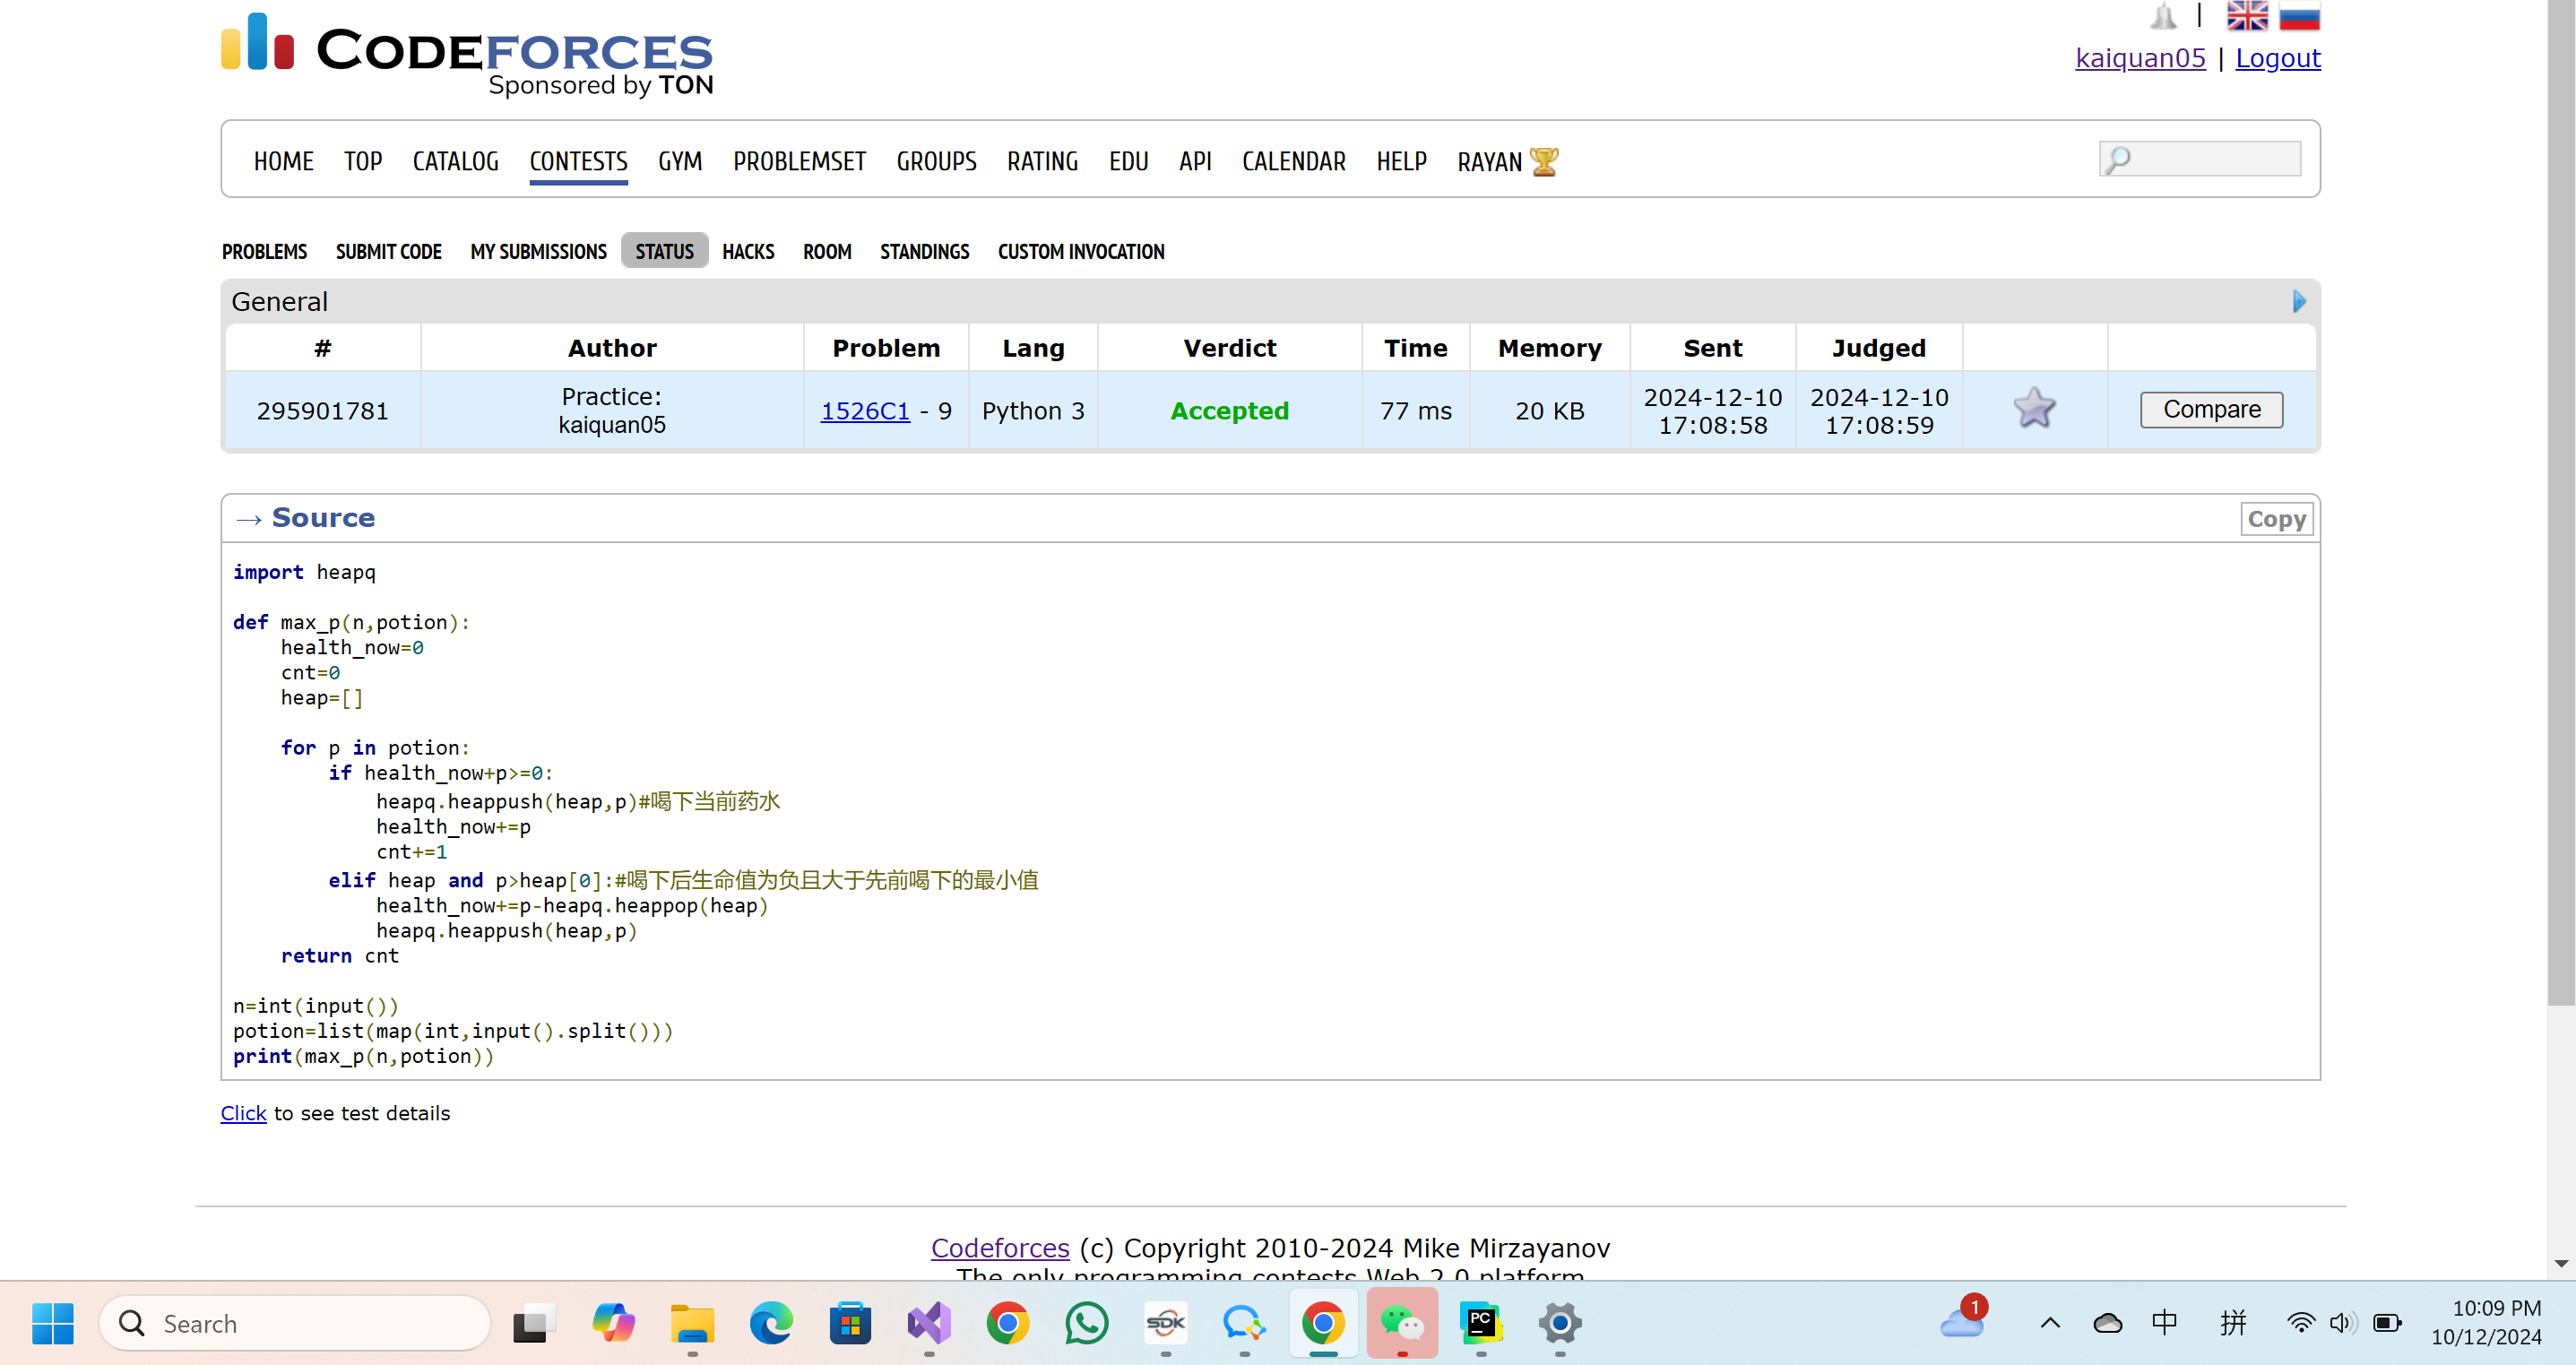 CODEFORCES
Sponsored by TON
|
kaiquan05 | Logout
HOME TOP CATALOG CONTESTS GYM PROBLEMSET GROUPS RATING EDU API CALENDAR HELP RAYAN
PROBLEMS SUBMIT CODE MY SUBMISSIONS STATUS HACKS ROOM STANDINGS CUSTOM INVOCATION
General
# Author Problem Lang Verdict Time Memory Sent Judged
295901781 Practice: kaiquan05 1526C1 - 9 Python 3 Accepted 77 ms 20 KB 2024-12-10 17:08:58 2024-12-10 17:08:59 Compare
→ Source Copy
import heapq
def max_p(n,potion):
    health_now=0
    cnt=0
    heap=[]
    for p in potion:
        if health_now+p>=0:
            heapq.heappush(heap,p)#喝下当前药水
            health_now+=p
            cnt+=1
        elif heap and p>heap[0]:#喝下后生命值为负且大于先前喝下的最小值
            health_now+=p-heapq.heappop(heap)
            heapq.heappush(heap,p)
    return cnt
n=int(input())
potion=list(map(int,input().split()))
print(max_p(n,potion))
Click to see test details
Codeforces (c) Copyright 2010-2024 Mike Mirzayanov
The only programming contests Web 2.0 platform
Search SDK PC 1 中 拼 10:09 PM
10/12/2024